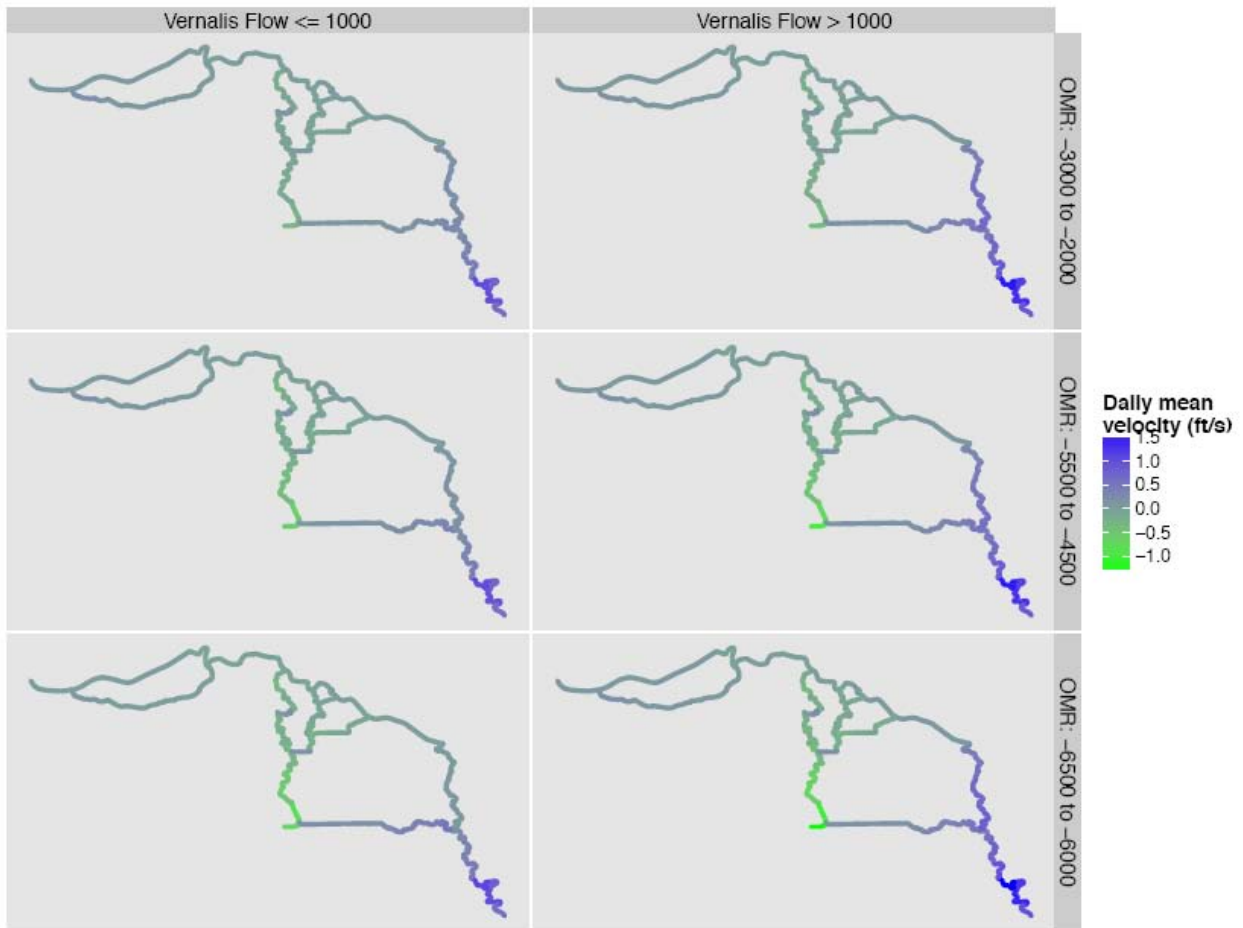 Vernalis Flow <= 1000
Vernalis Flow > 1000
OMR: −3000 to −2000
OMR: −5500 to −4500
OMR: −6500 to −6000
Daily mean
velocity (ft/s)
1.5
1.0
0.5
0.0
−0.5
−1.0